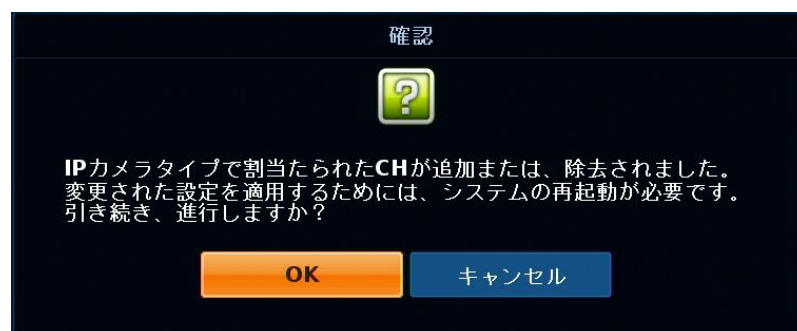 確認
IPカメラタイプで割当たられたCHが追加または、除去されました。
変更された設定を適用するためには、システムの再起動が必要です。
引き続き、進行しますか？
OK
キャンセル